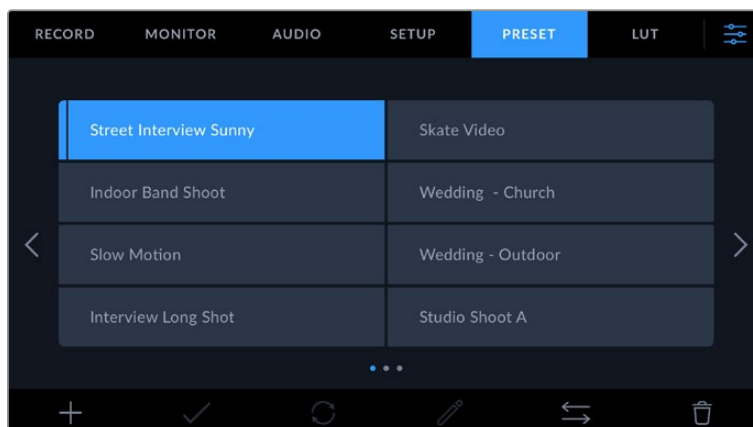 RECORD MONITOR AUDIO SETUP PRESET LUT
Street Interview Sunny Skate Video
Indoor Band Shoot Wedding - Church
Slow Motion Wedding - Outdoor
Interview Long Shot Studio Shoot A